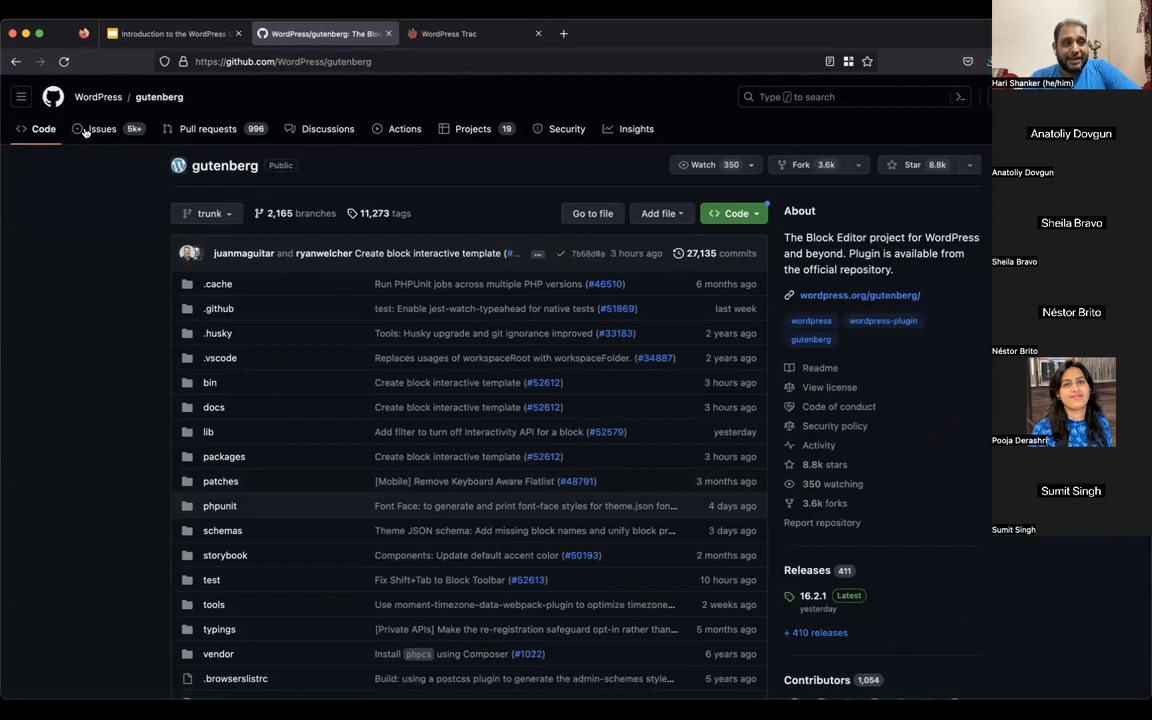 Introduction to the WordPress C
WordPress/gutenberg: The Bloc
WordPress Trac
https://github.com/WordPress/gutenberg
WordPress / gutenberg
Type / to search
Code
Issues 5k+
Pull requests 996
Discussions
Actions
Projects 19
Security
Insights
gutenberg Public
Watch 350
Fork 3.6k
Star 8.8k
trunk
2,165 branches
11,273 tags
Go to file
Add file
Code
juanmaguitar and ryanwelcher Create block interactive template (#... ... 7b68d0a 3 hours ago 27,135 commits
.cache Run PHPUnit jobs across multiple PHP versions (#46510) 6 months ago
.github test: Enable jest-watch-typeahead for native tests (#51869) last week
.husky Tools: Husky upgrade and git ignorance improved (#33183) 2 years ago
.vscode Replaces usages of workspaceRoot with workspaceFolder. (#34887) 2 years ago
bin Create block interactive template (#52612) 3 hours ago
docs Create block interactive template (#52612) 3 hours ago
lib Add filter to turn off Interactivity API for a block (#52579) yesterday
packages Create block interactive template (#52612) 3 hours ago
patches [Mobile] Remove Keyboard Aware Flatlist (#48791) 3 months ago
phpunit Font Face: to generate and print font-face styles for theme.json fon... 4 days ago
schemas Theme JSON schema: Add missing block names and unify block pr... 3 days ago
storybook Components: Update default accent color (#50193) 2 months ago
test Fix Shift+Tab to Block Toolbar (#52613) 10 hours ago
tools Use moment-timezone-data-webpack-plugin to optimize timezone... 2 weeks ago
typings [Private APIs] Make the re-registration safeguard opt-in rather than... 5 months ago
vendor Install phpcs using Composer (#1022) 6 years ago
.browserslistrc Build: using a postcss plugin to generate the admin-schemes style... 5 years ago
About
The Block Editor project for WordPress
and beyond. Plugin is available from
the official repository.
wordpress.org/gutenberg/
wordpress wordpress-plugin
gutenberg
Readme
View license
Code of conduct
Security policy
Activity
8.8k stars
350 watching
3.6k forks
Report repository
Releases 411
16.2.1 Latest
yesterday
+ 410 releases
Contributors 1,054
Hari Shanker (he/him)
Anatoliy Dovgun
Anatoliy Dovgun
Sheila Bravo
Sheila Bravo
Néstor Brito
Néstor Brito
Pooja Derashri
Sumit Singh
Sumit Singh